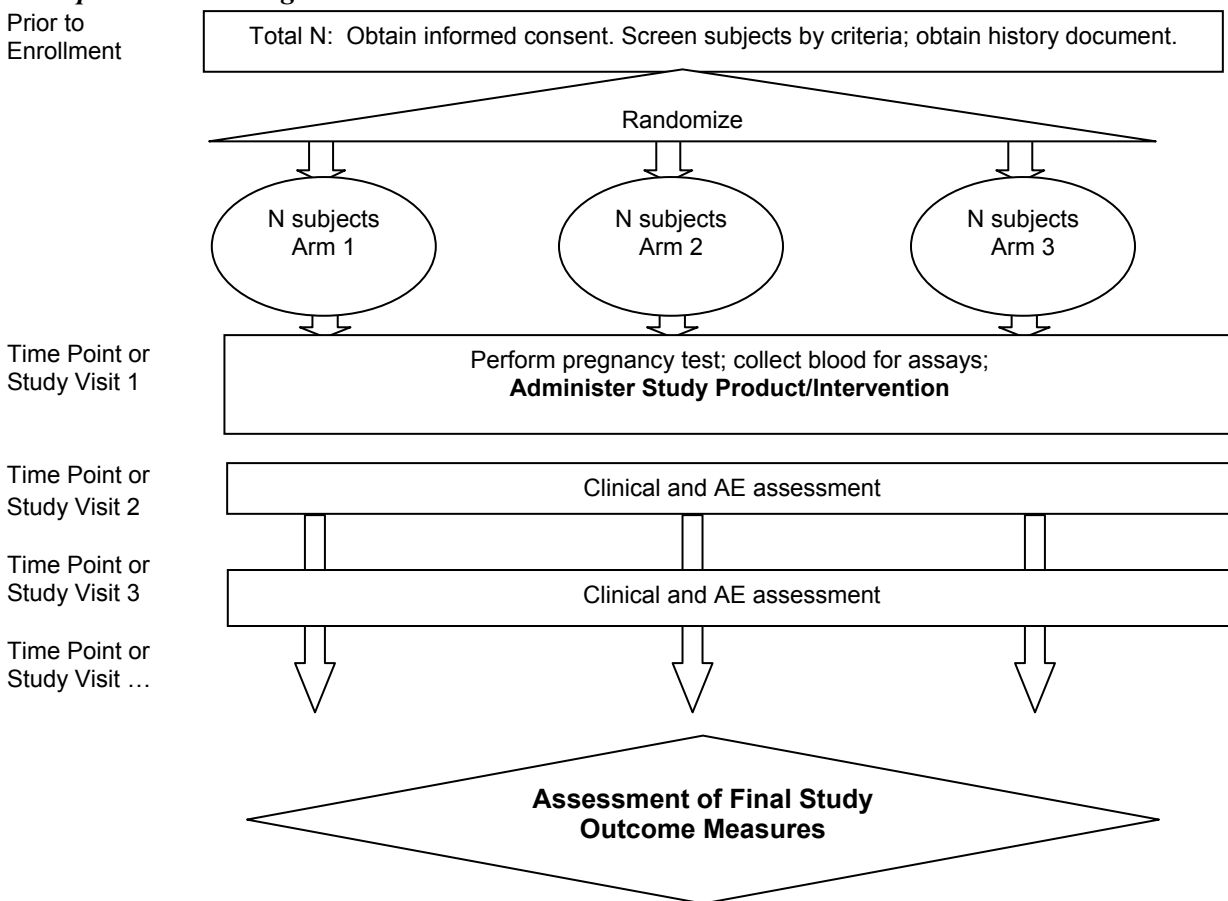 Prior to
Enrollment
Total N: Obtain informed consent. Screen subjects by criteria; obtain history document.
Randomize
N subjects
Arm 1
N subjects
Arm 2
N subjects
Arm 3
Time Point or
Study Visit 1
Perform pregnancy test; collect blood for assays;
Administer Study Product/Intervention
Time Point or
Study Visit 2
Clinical and AE assessment
Time Point or
Study Visit 3
Clinical and AE assessment
Time Point or
Study Visit …
Assessment of Final Study
Outcome Measures